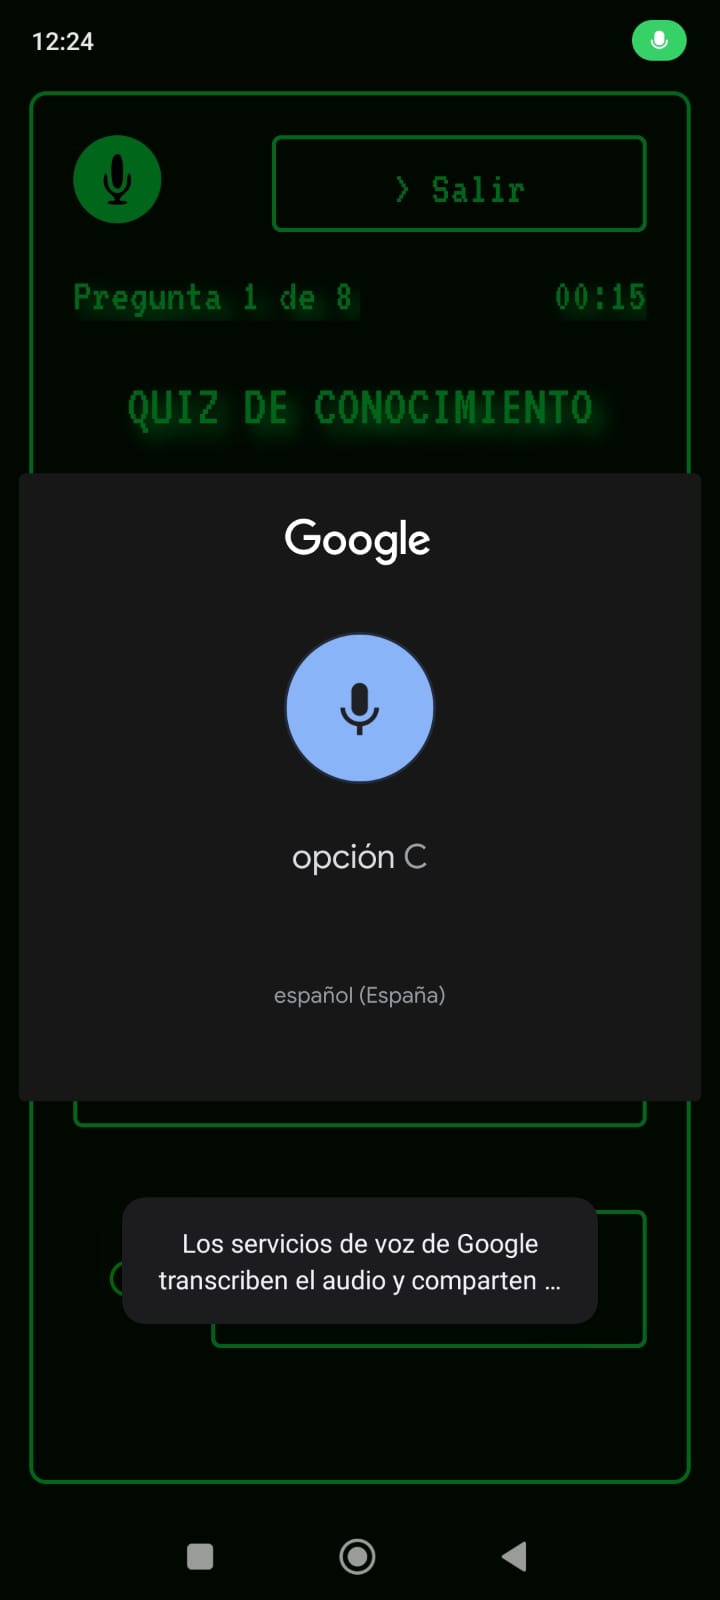 12:24
> Salir
Pregunta 1 de 8
00:15
QUIZ DE CONOCIMIENTO
Google
opción C
español (España)
Los servicios de voz de Google
transcriben el audio y comparten ...